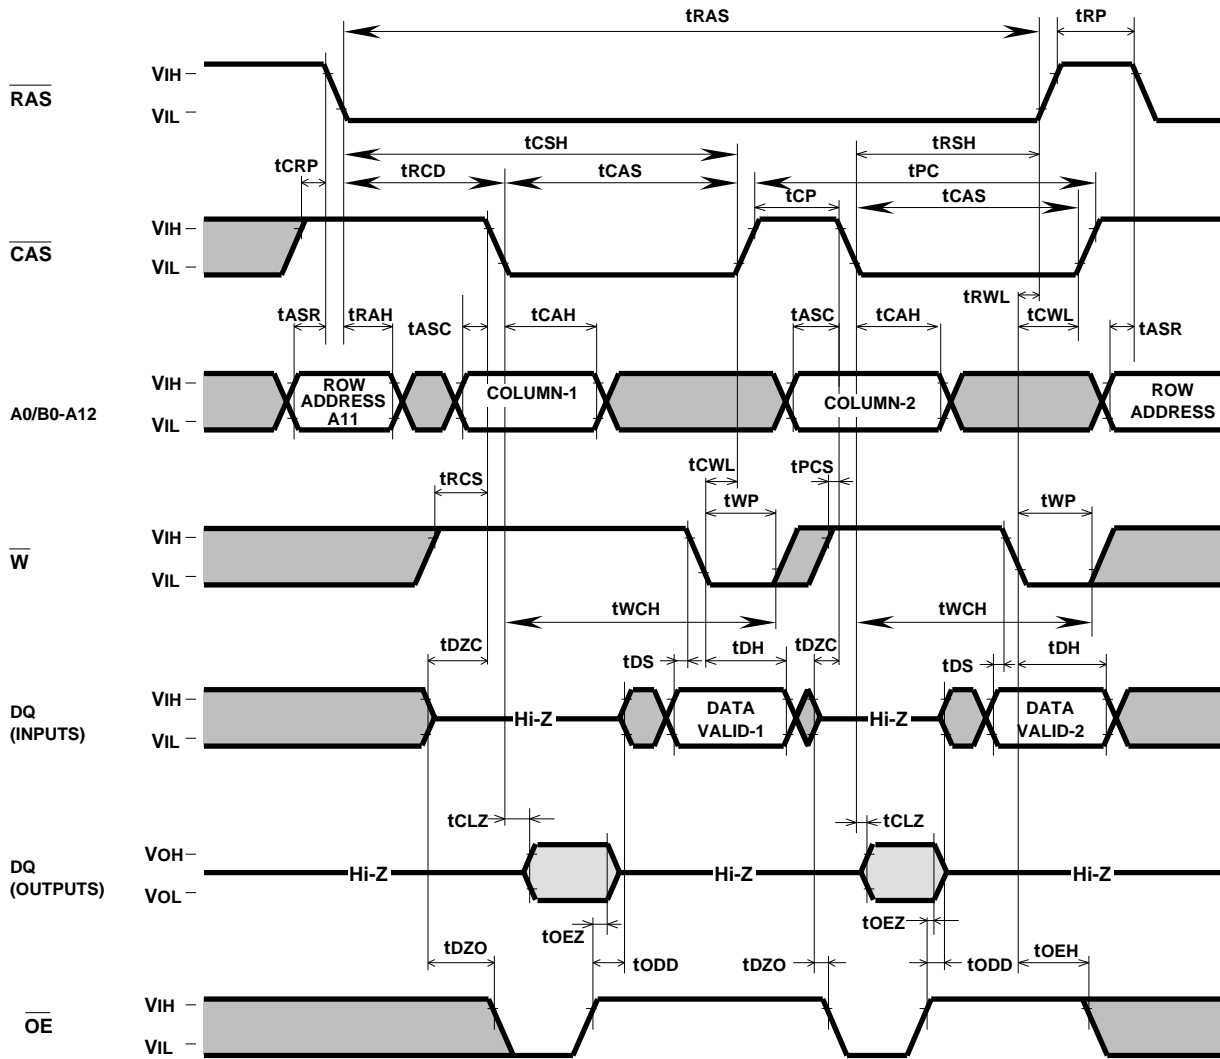 tRAS
tRP
RAS
VIH
VIL
tCSH
tRSH
tCRP
tRCD
tCAS
tPC
tCP
tCAS
CAS
VIH
VIL
tRWL
tASR
tRAH
tASC
tCAH
tASC
tCAH
tCWL
tASR
A0/B0-A12
VIH
VIL
ROW
ADDRESS
A11
COLUMN-1
COLUMN-2
ROW
ADDRESS
tCWL
tPCS
tRCS
tWP
tWP
W
VIH
VIL
tWCH
tWCH
tDZC
tDS
tDH
tDZC
tDS
tDH
DQ
(INPUTS)
VIH
VIL
Hi-Z
DATA
VALID-1
Hi-Z
DATA
VALID-2
tCLZ
tCLZ
DQ
(OUTPUTS)
VOH
VOL
Hi-Z
Hi-Z
Hi-Z
tOEZ
tOEZ
tDZO
tODD
tDZO
tODD
tOEH
OE
VIH
VIL